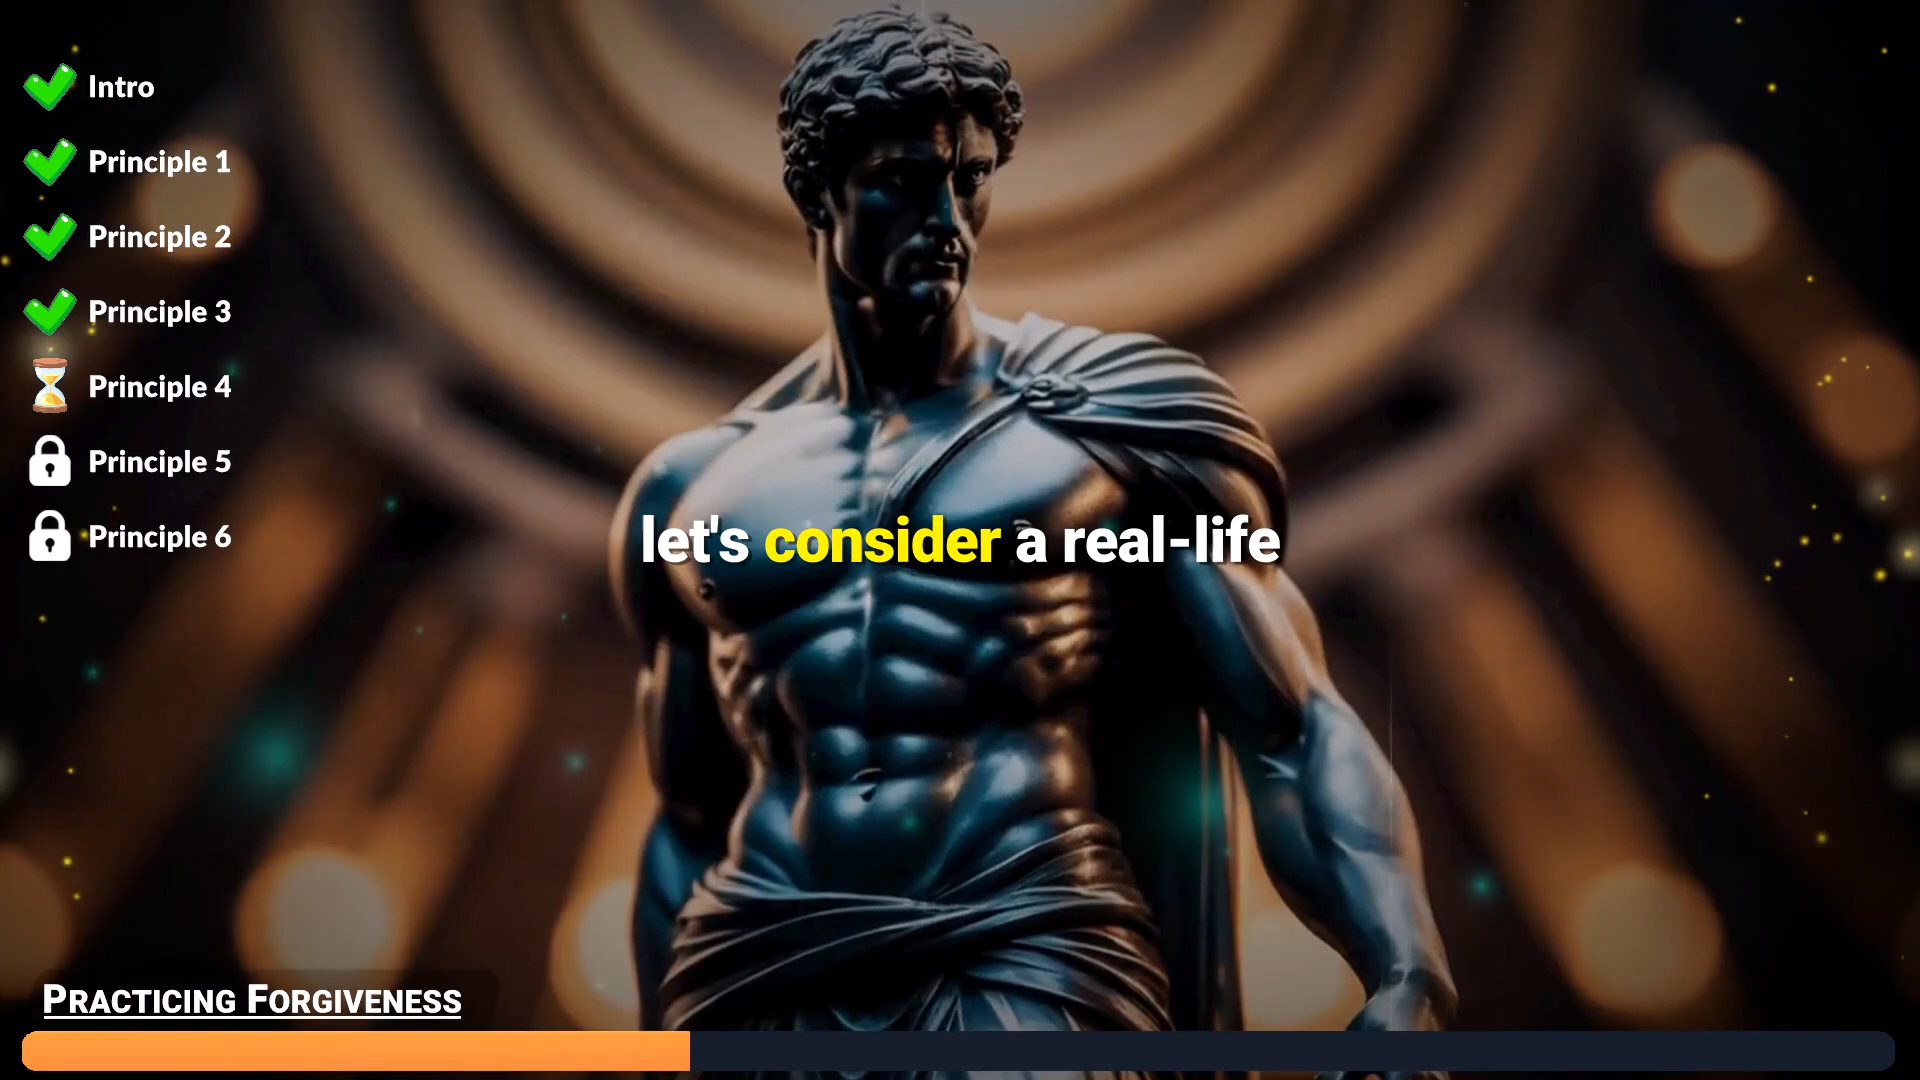 Intro
Principle 1
Principle 2
Principle 3
Principle 4
Principle 5
Principle 6
let's consider a real-life
PRACTICING FORGIVENESS